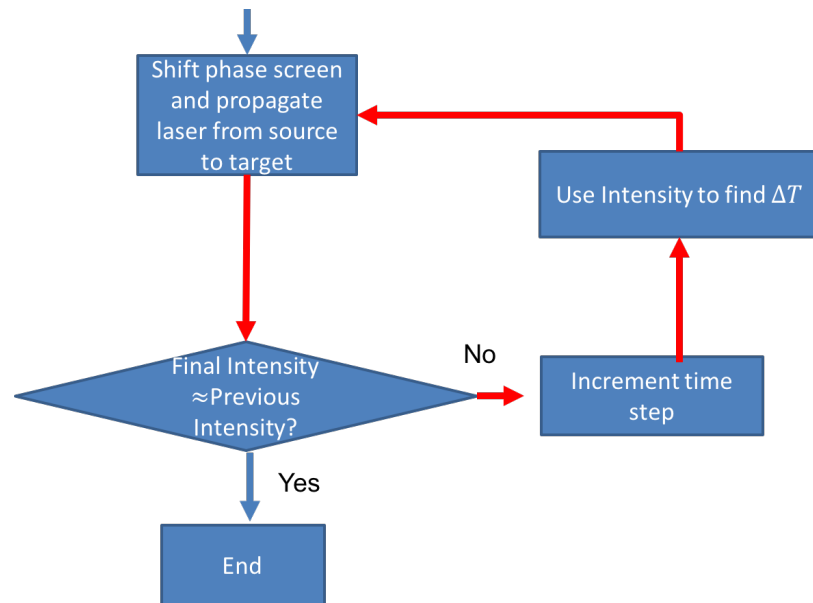 Shift phase screen
and propagate
laser from source
to target
Use Intensity to find Δ𝑇
Final Intensity
≈Previous
Intensity?
No
Increment time
step
Yes
End